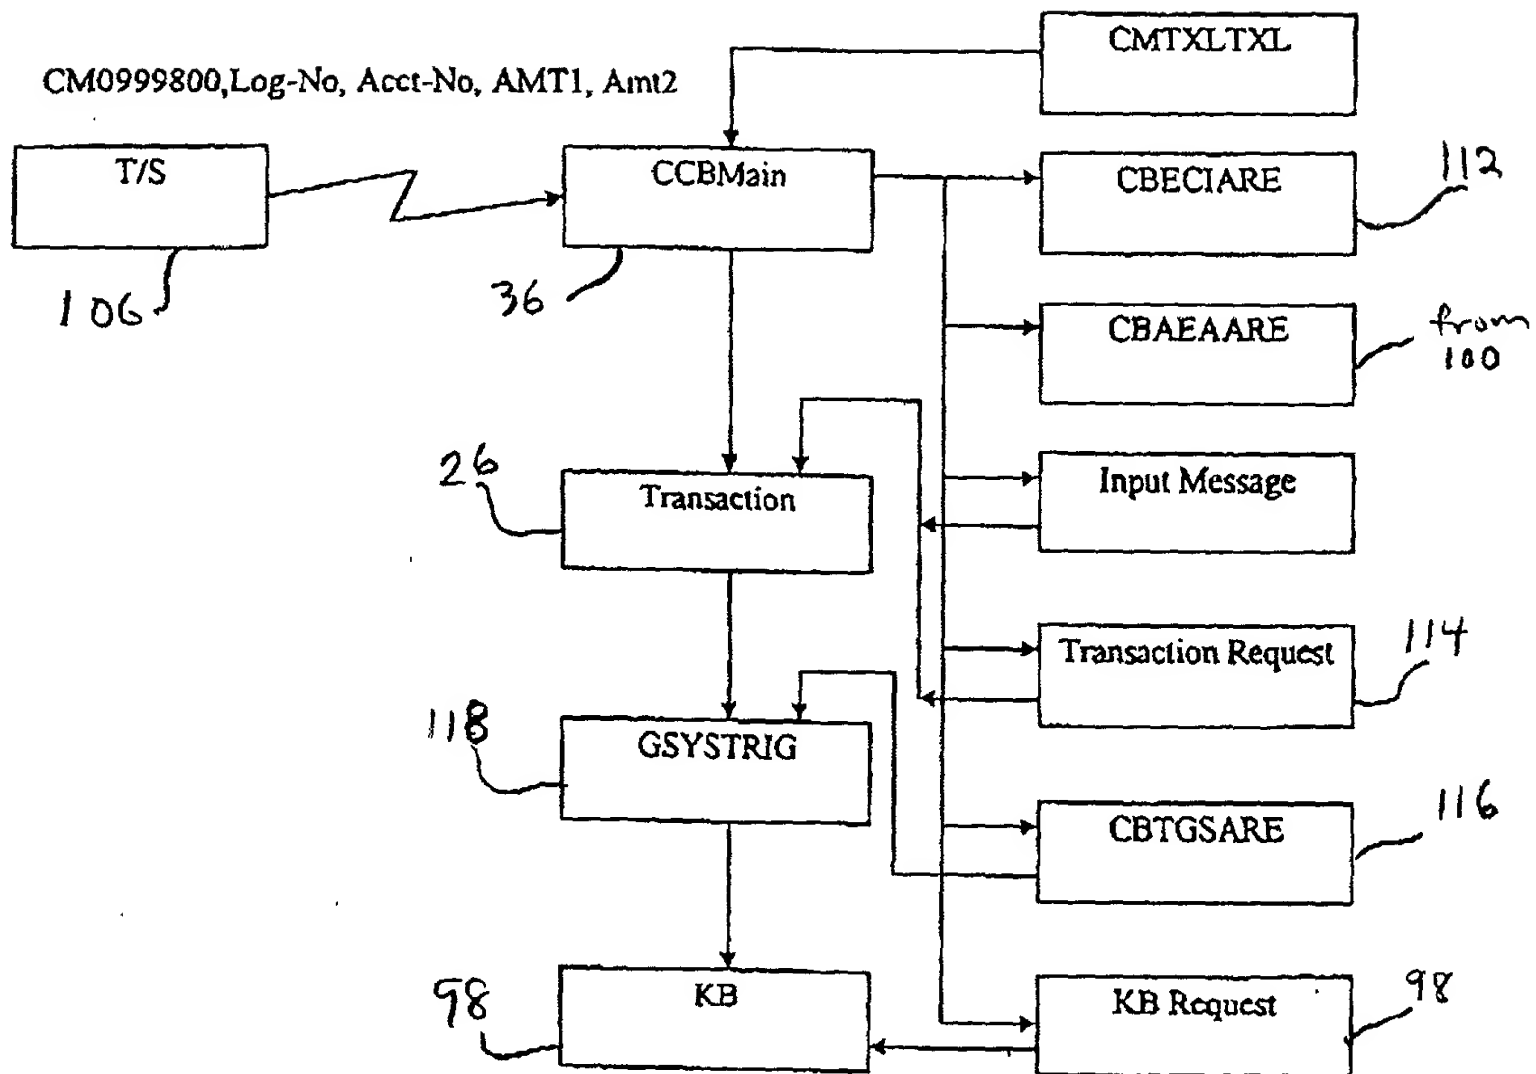 CMTXLTXL
CM0999800,Log-No, Acct-No, AMT1, Amt2
T/S
CCBMain
CBECIARE
112
106
36
CBAEAARE
from
100
26
Transaction
Input Message
Transaction Request
114
118
GSYSTRIG
CBTGSARE
116
98
KB
KB Request
98